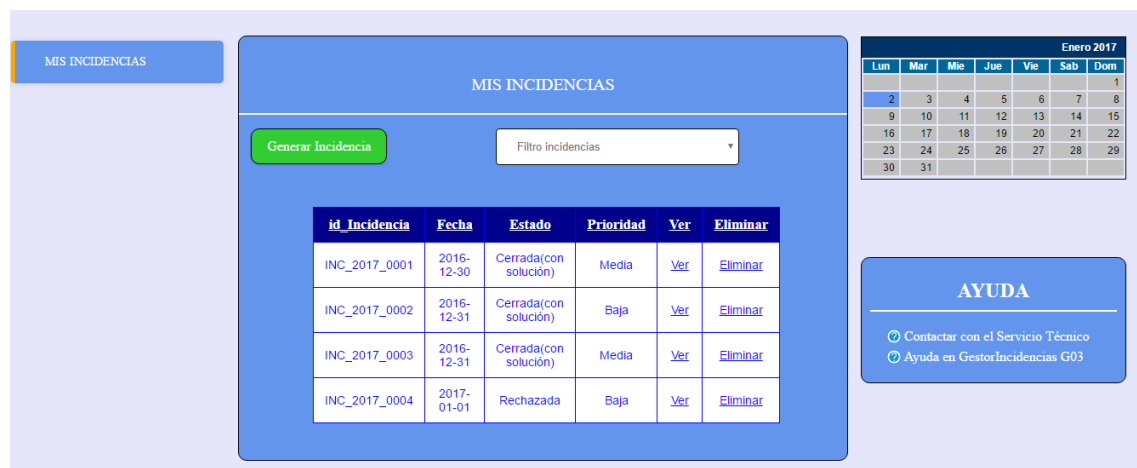 MIS INCIDENCIAS
MIS INCIDENCIAS
Generar Incidencia
Filtro incidencias
id_Incidencia Fecha Estado Prioridad Ver Eliminar
INC_2017_0001 2016-12-30 Cerrada(con solución) Media Ver Eliminar
INC_2017_0002 2016-12-31 Cerrada(con solución) Baja Ver Eliminar
INC_2017_0003 2016-12-31 Cerrada(con solución) Media Ver Eliminar
INC_2017_0004 2017-01-01 Rechazada Baja Ver Eliminar
Enero 2017
Lun Mar Mie Jue Vie Sab Dom
1
2 3 4 5 6 7 8
9 10 11 12 13 14 15
16 17 18 19 20 21 22
23 24 25 26 27 28 29
30 31
AYUDA
? Contactar con el Servicio Técnico
? Ayuda en GestorIncidencias G03